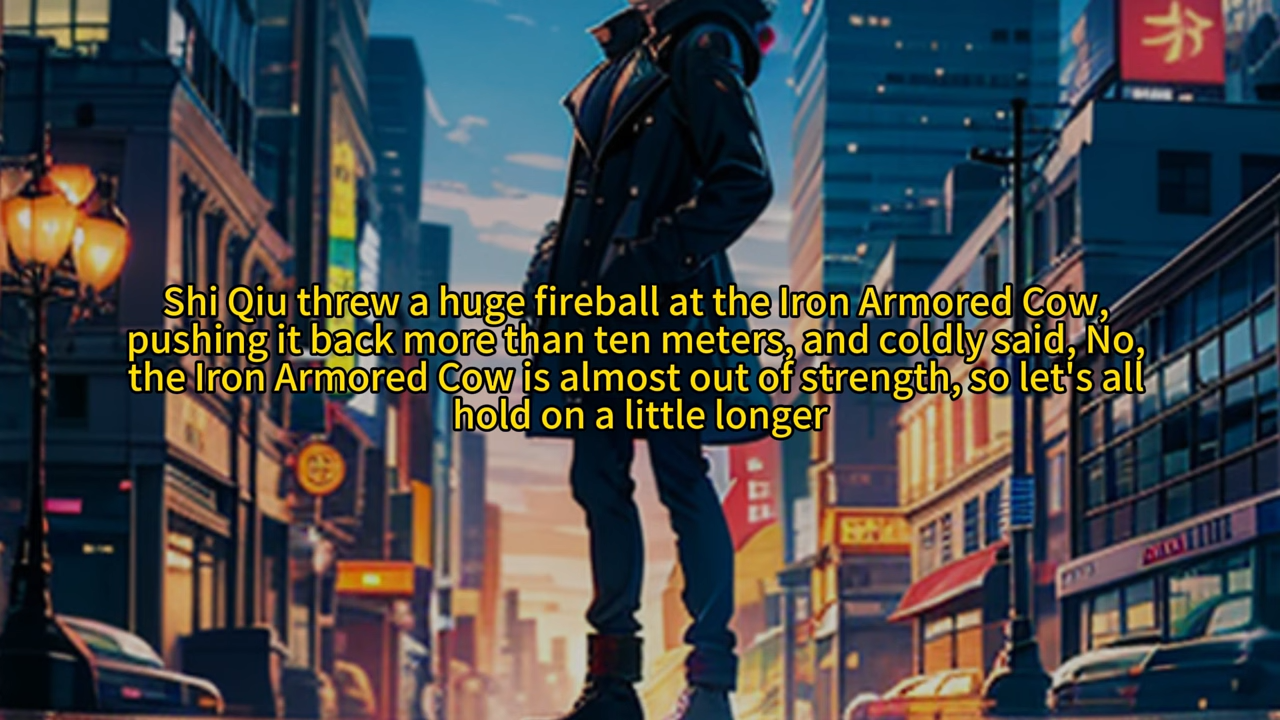 Shi Qiu threw a huge fireball at the Iron Armored Cow,
pushing it back more than ten meters, and coldly said, No,
the Iron Armored Cow is almost out of strength, so let's all
hold on a little longer